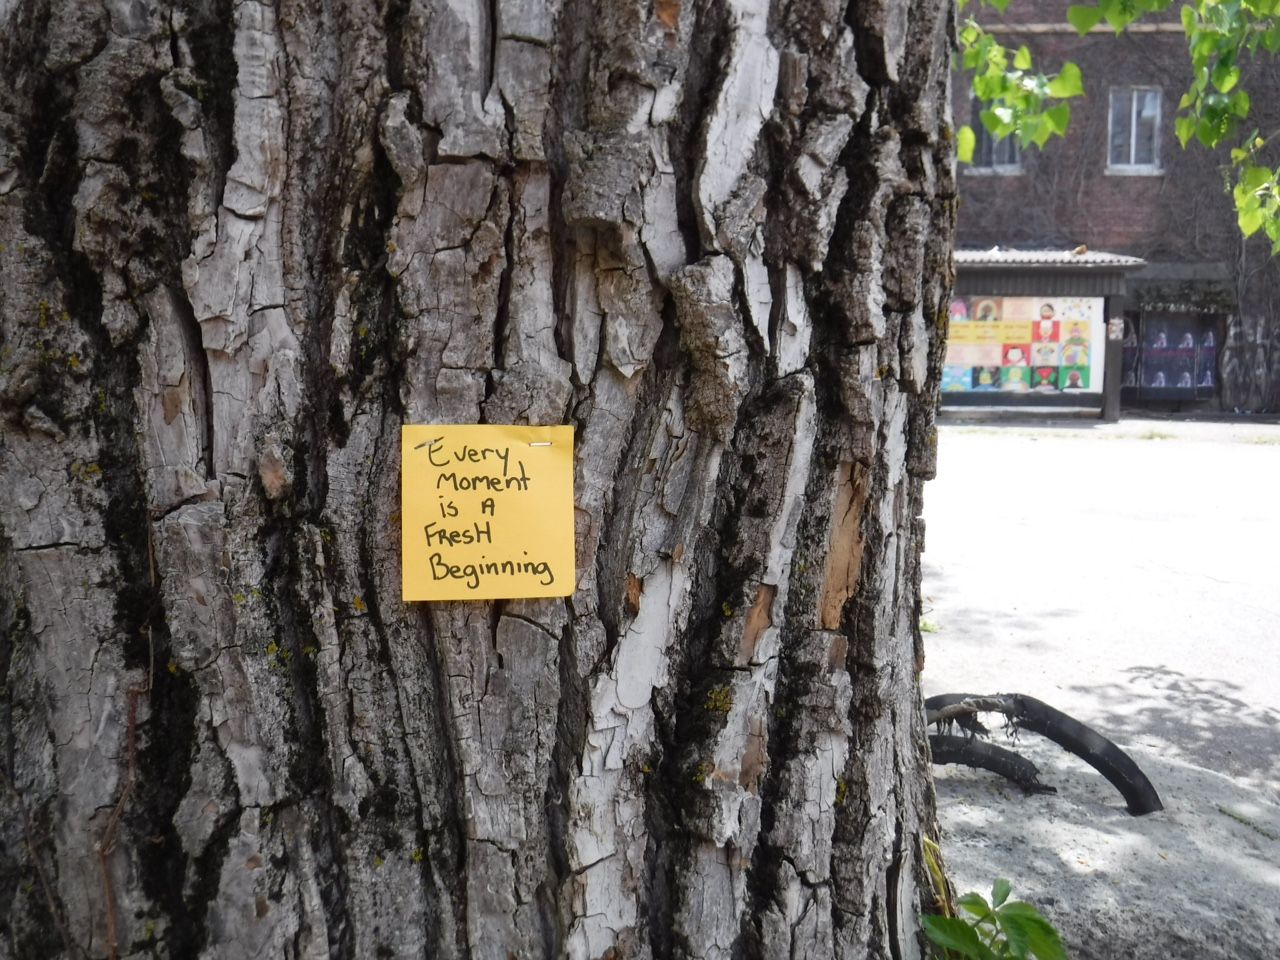 Every
Moment
is A
FResH
Beginning